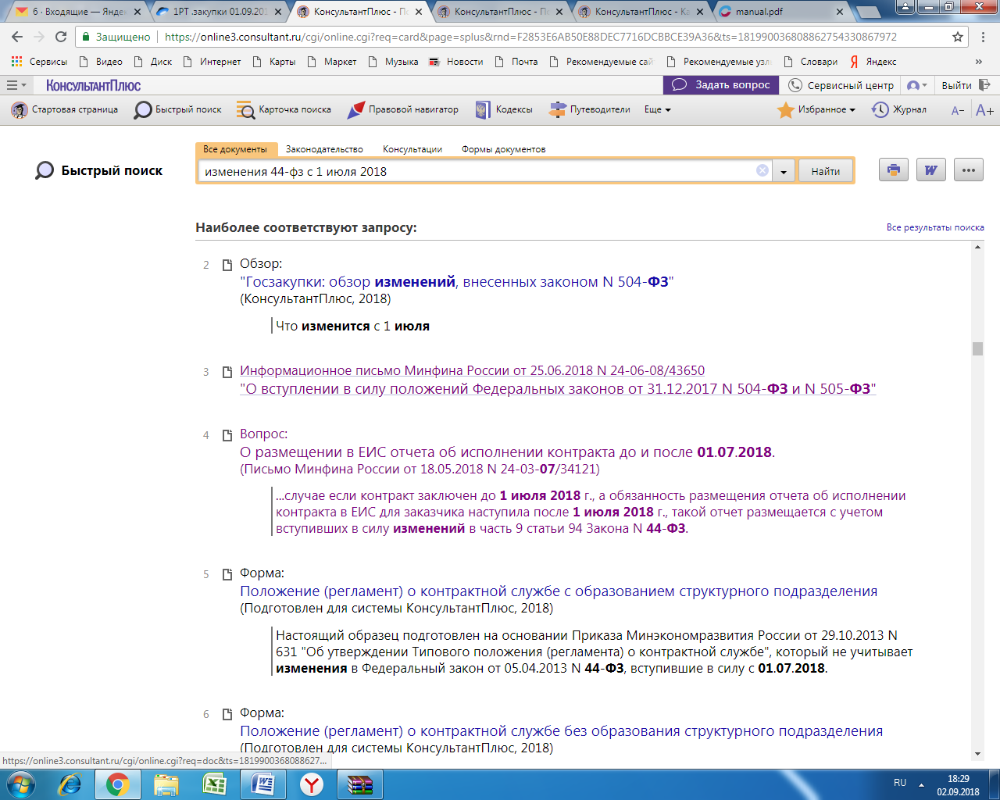 6 · Входящие — Яндек
1РТ .закупки 01.09.201
КонсультантПлюс - По
КонсультантПлюс - По
КонсультантПлюс - Ка
manual.pdf
Защищено
https://online3.consultant.ru/cgi/online.cgi?req=card&page=splus&rnd=F2853E6AB50E88DEC7716DCBBCE39A36&ts=181990036808862754330867972
Сервисы
Видео
Диск
Интернет
Карты
Маркет
Музыка
Новости
Почта
Рекомендуемые сай
Рекомендуемые узл
Словари
Яндекс
»
КонсультантПлюс
Задать вопрос
Сервисный центр
Выйти
Стартовая страница
Быстрый поиск
Карточка поиска
Правовой навигатор
Кодексы
Путеводители
Еще
Избранное
Журнал
A−
A+
Быстрый поиск
Все документы
Законодательство
Консультации
Формы документов
изменения 44-фз с 1 июля 2018
Найти
Наиболее соответствуют запросу:
Все результаты поиска
2
Обзор:
"Госзакупки: обзор изменений, внесенных законом N 504-ФЗ"
(КонсультантПлюс, 2018)
Что изменится с 1 июля
3
Информационное письмо Минфина России от 25.06.2018 N 24-06-08/43650
"О вступлении в силу положений Федеральных законов от 31.12.2017 N 504-ФЗ и N 505-ФЗ"
4
Вопрос:
О размещении в ЕИС отчета об исполнении контракта до и после 01.07.2018.
(Письмо Минфина России от 18.05.2018 N 24-03-07/34121)
...случае если контракт заключен до 1 июля 2018 г., а обязанность размещения отчета об исполнении
контракта в ЕИС для заказчика наступила после 1 июля 2018 г., такой отчет размещается с учетом
вступивших в силу изменений в часть 9 статьи 94 Закона N 44-ФЗ.
5
Форма:
Положение (регламент) о контрактной службе с образованием структурного подразделения
(Подготовлен для системы КонсультантПлюс, 2018)
Настоящий образец подготовлен на основании Приказа Минэкономразвития России от 29.10.2013 N
631 "Об утверждении Типового положения (регламента) о контрактной службе", который не учитывает
изменения в Федеральный закон от 05.04.2013 N 44-ФЗ, вступившие в силу с 01.07.2018.
6
Форма:
Положение (регламент) о контрактной службе без образования структурного подразделения
(Подготовлен для системы КонсультантПлюс, 2018)
https://online3.consultant.ru/cgi/online.cgi?req=doc&ts=1819900368088627...
RU
18:29
02.09.2018